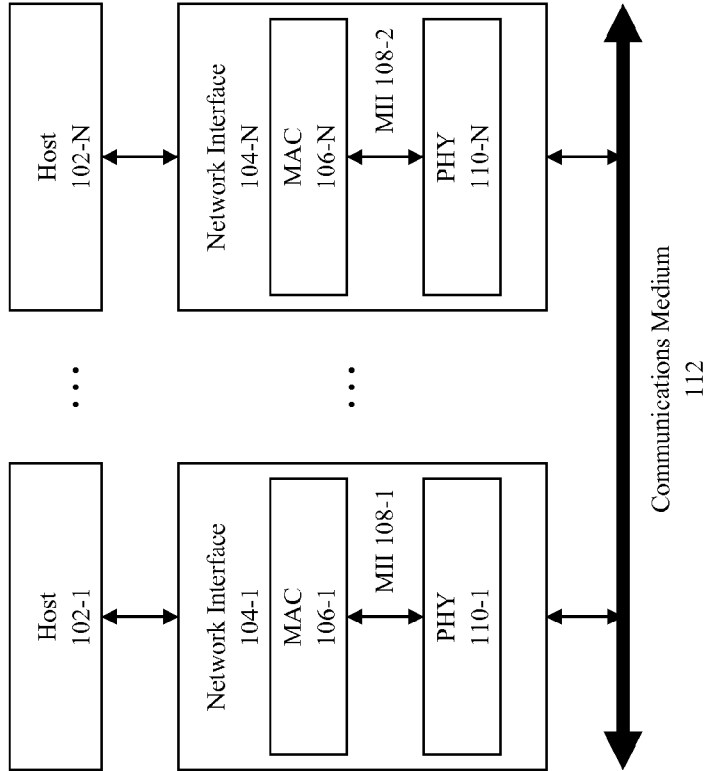 Host
102-1
...
Host
102-N
Network Interface
104-1
MAC
106-1
MII 108-1
PHY
110-1
...
Network Interface
104-N
MAC
106-N
MII 108-2
PHY
110-N
Communications Medium
112